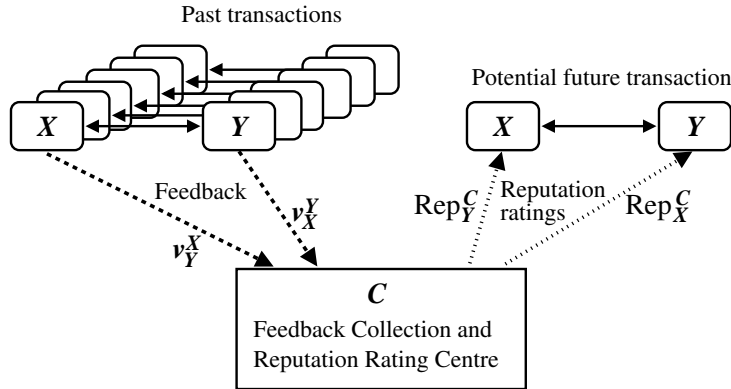 Past transactions
Potential future transaction
X
Y
X
Y
Feedback
Reputation
ratings
v_Y^X
v_X^Y
Rep_Y^C
Rep_X^C
C
Feedback Collection and
Reputation Rating Centre